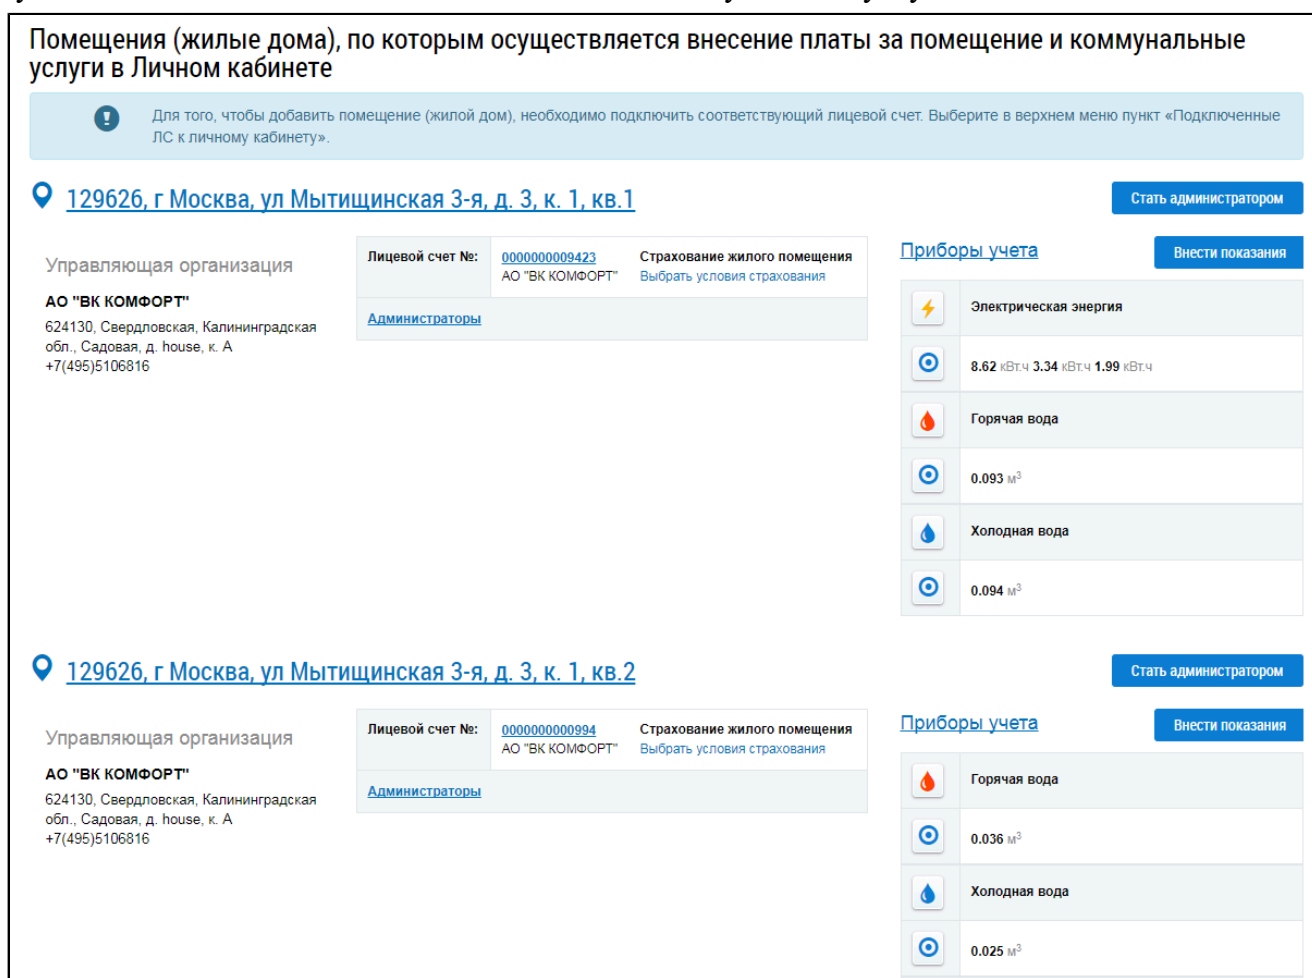 Помещения (жилые дома), по которым осуществляется внесение платы за помещение и коммунальные
услуги в Личном кабинете
Для того, чтобы добавить помещение (жилой дом), необходимо подключить соответствующий лицевой счет. Выберите в верхнем меню пункт «Подключенные
ЛС к личному кабинету».
129626, г Москва, ул Мытищинская 3-я, д. 3, к. 1, кв.1
Стать администратором
Управляющая организация
АО "ВК КОМФОРТ"
624130, Свердловская, Калининградская
обл., Садовая, д. house, к. А
+7(495)5106816
Лицевой счет №:
0000000009423
АО "ВК КОМФОРТ"
Страхование жилого помещения
Выбрать условия страхования
Администраторы
Приборы учета
Внести показания
Электрическая энергия
8.62 кВт.ч 3.34 кВт.ч 1.99 кВт.ч
Горячая вода
0.093 м³
Холодная вода
0.094 м³
129626, г Москва, ул Мытищинская 3-я, д. 3, к. 1, кв.2
Стать администратором
Управляющая организация
АО "ВК КОМФОРТ"
624130, Свердловская, Калининградская
обл., Садовая, д. house, к. А
+7(495)5106816
Лицевой счет №:
0000000000994
АО "ВК КОМФОРТ"
Страхование жилого помещения
Выбрать условия страхования
Администраторы
Приборы учета
Внести показания
Горячая вода
0.036 м³
Холодная вода
0.025 м³